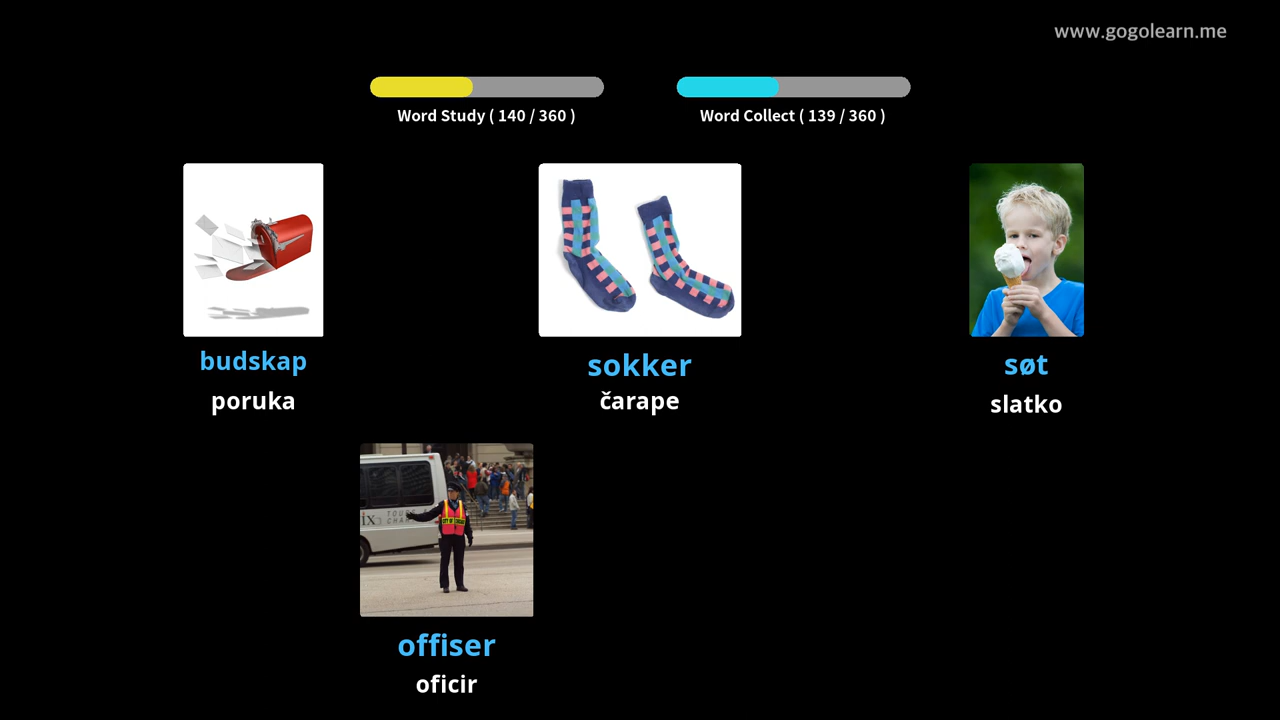 www.gogolearn.me
Word Study ( 140 / 360 )
Word Collect ( 139 / 360 )
budskap
poruka
sokker
čarape
søt
slatko
offiser
oficir